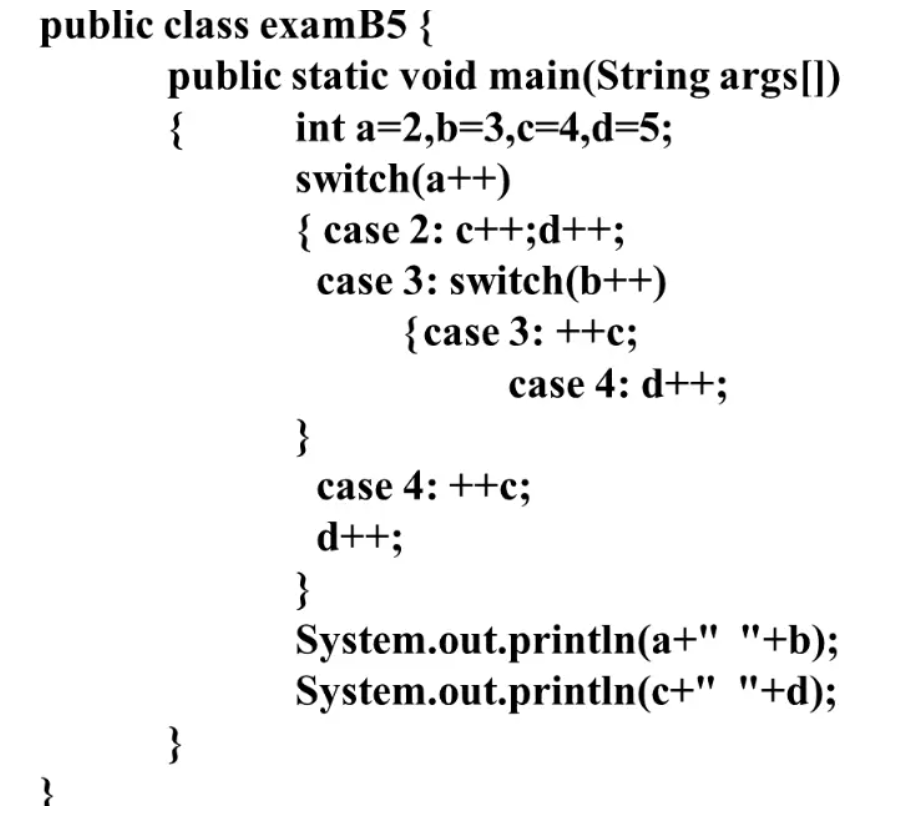 public class examB5 {
public static void main(String args[])
{ int a=2,b=3,c=4,d=5;
switch(a++)
{ case 2: c++;d++;
case 3: switch(b++)
{case 3: ++c;
case 4: d++;
}
case 4: ++c;
d++;
}
System.out.println(a+"  "+b);
System.out.println(c+"  "+d);
}
}